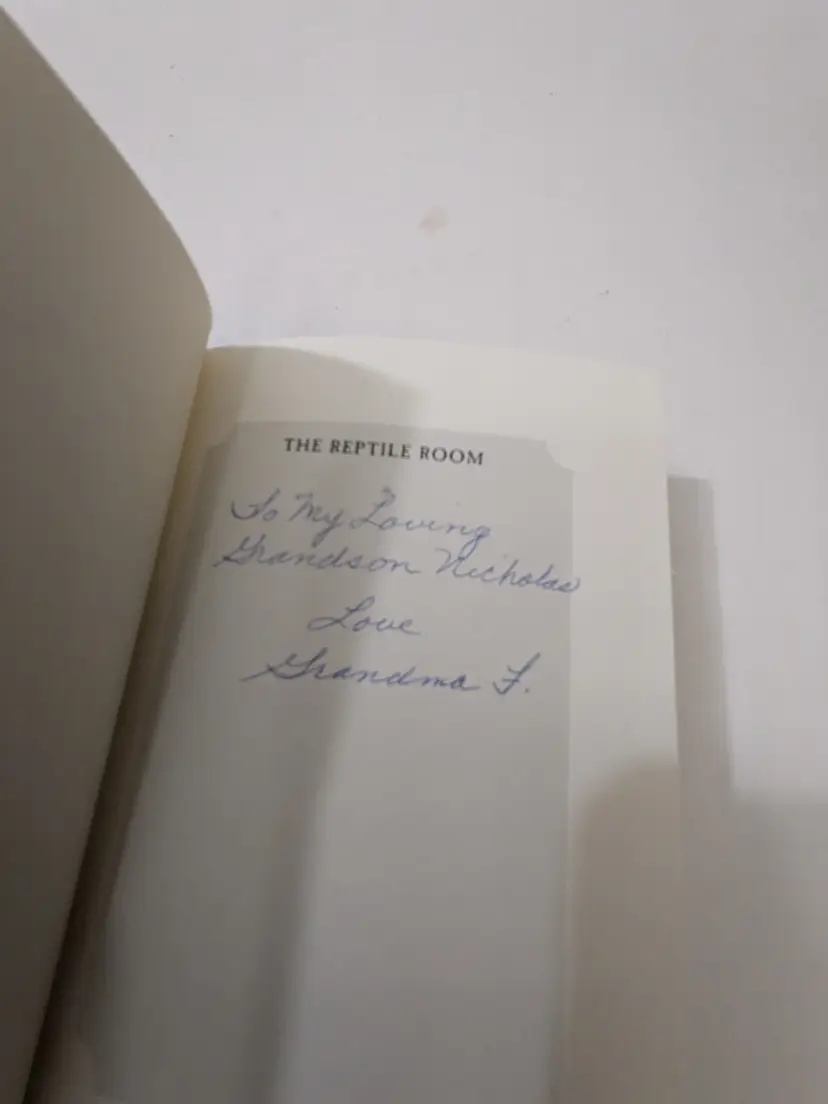 THE REPTILE ROOM
To My Loving
Grandson Nicholas
Love
Grandma F.